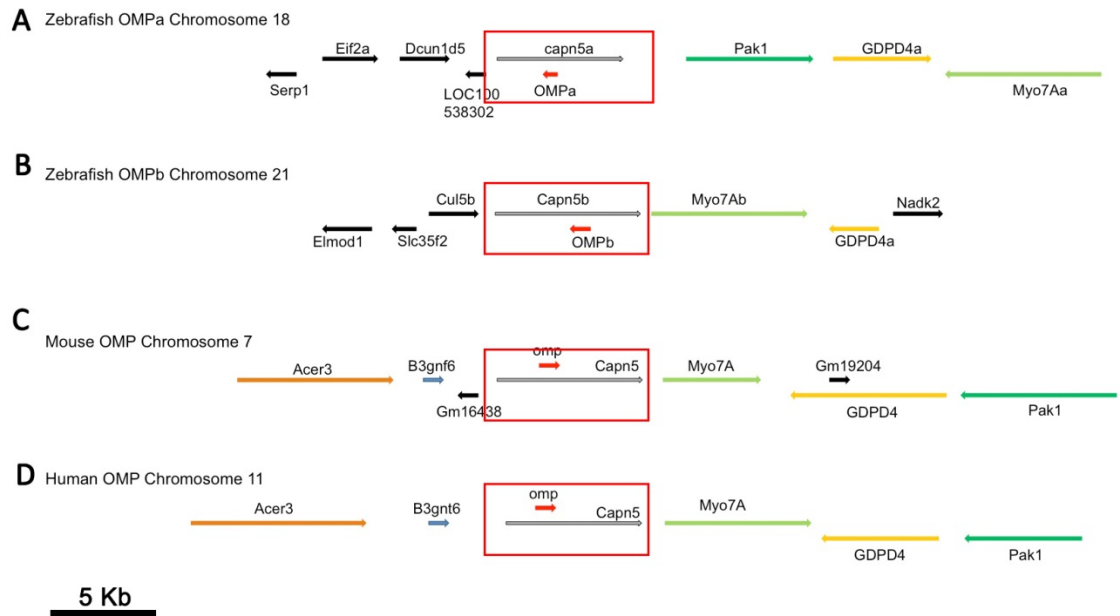 A Zebrafish OMPa Chromosome 18
Eif2a Dcun1d5 capn5a Pak1 GDPD4a
Serp1 LOC100 OMPa Myo7Aa
538302
B Zebrafish OMPb Chromosome 21
Cul5b Capn5b Myo7Ab Nadk2
Elmod1 Slc35f2 OMPb GDPD4a
C
Mouse OMP Chromosome 7
Acer3 B3gnf6 omp Capn5 Myo7A Gm19204
Gm16438 GDPD4 Pak1
D Human OMP Chromosome 11
Acer3 B3gnt6 omp Capn5 Myo7A
GDPD4 Pak1
5 Kb